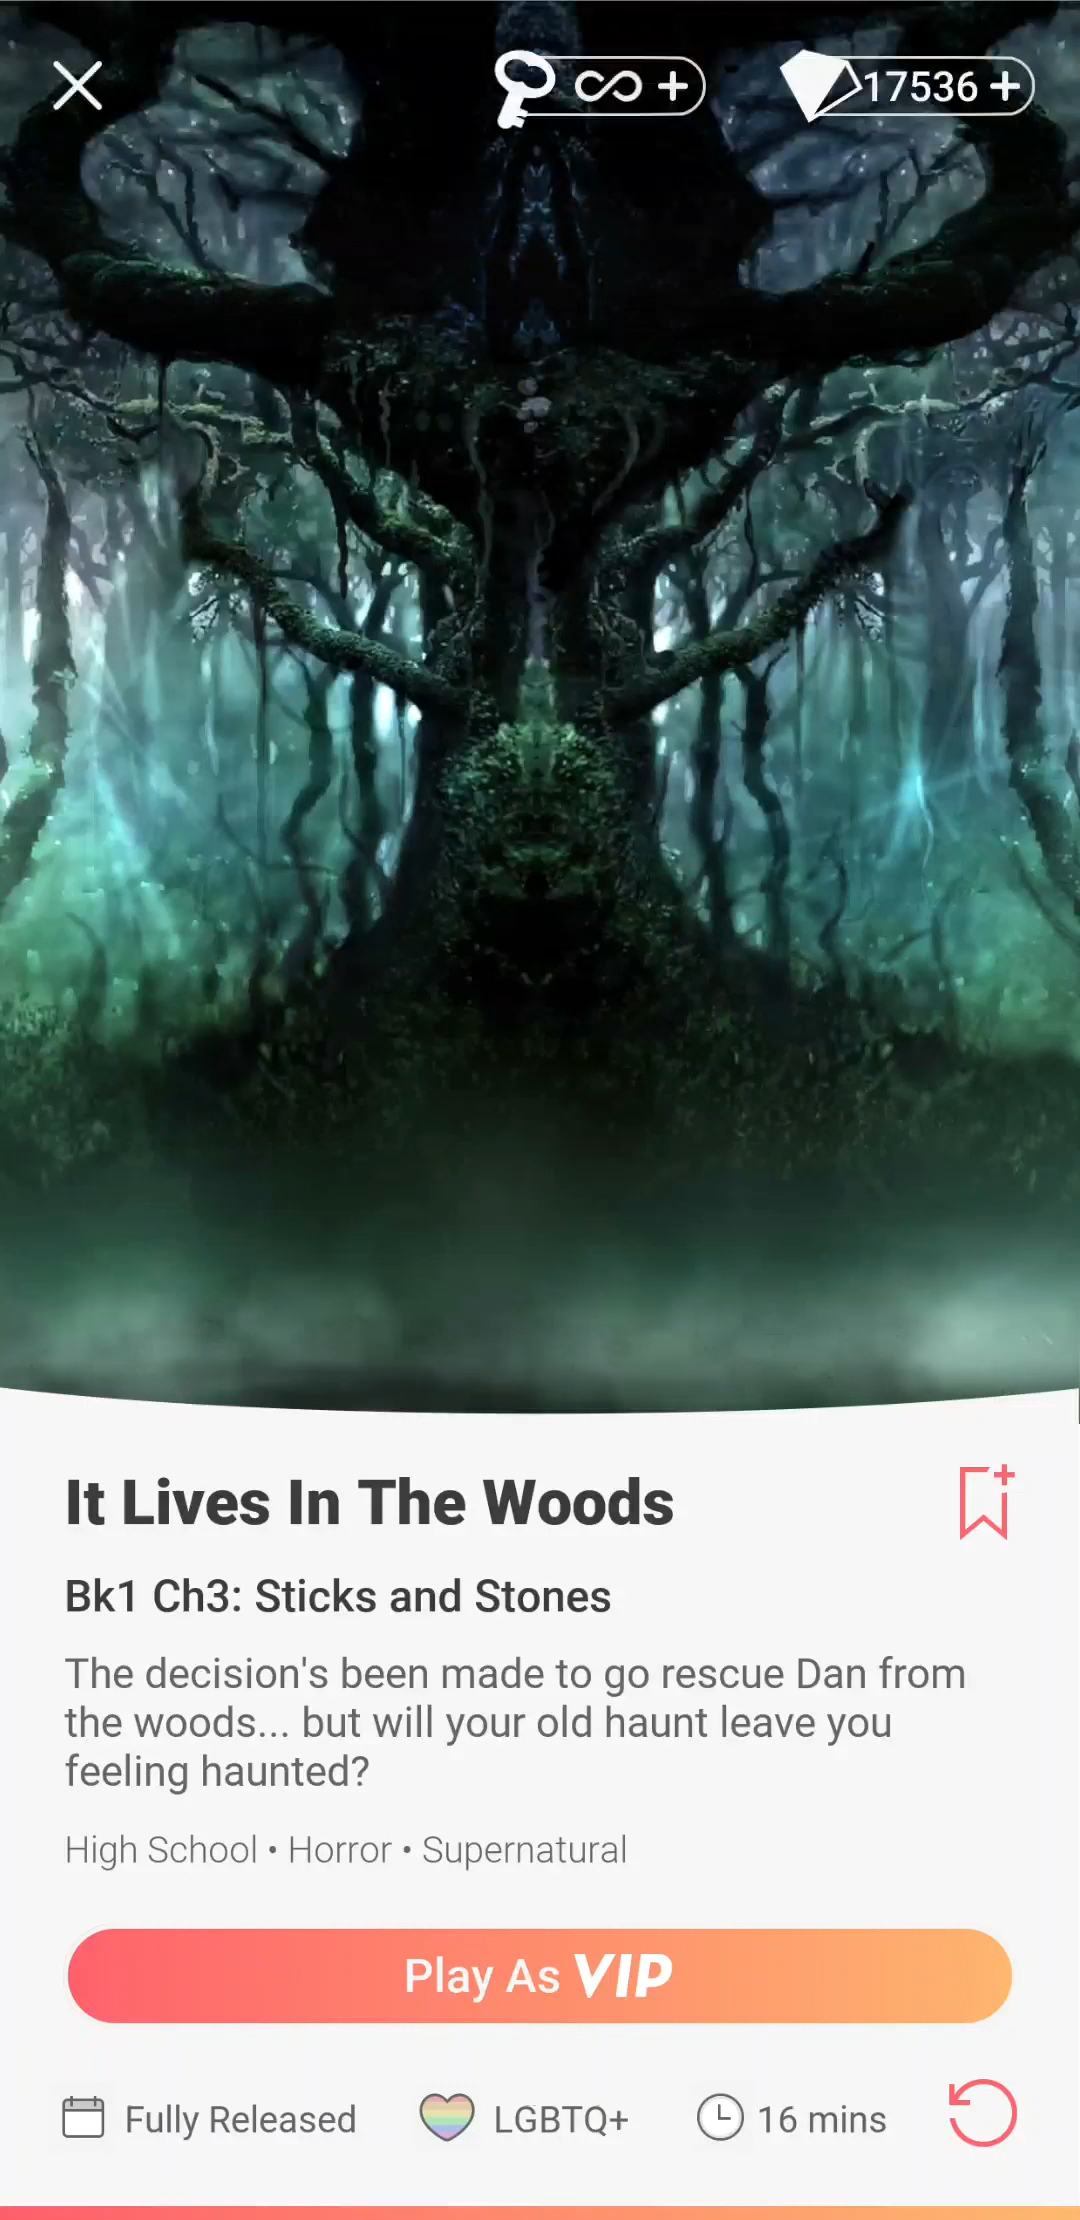 17536
It Lives In The Woods
Bk1 Ch3: Sticks and Stones
The decision's been made to go rescue Dan from
the woods... but will your old haunt leave you
feeling haunted?
High School • Horror • Supernatural
Play As VIP
Fully Released
LGBTQ+
16 mins